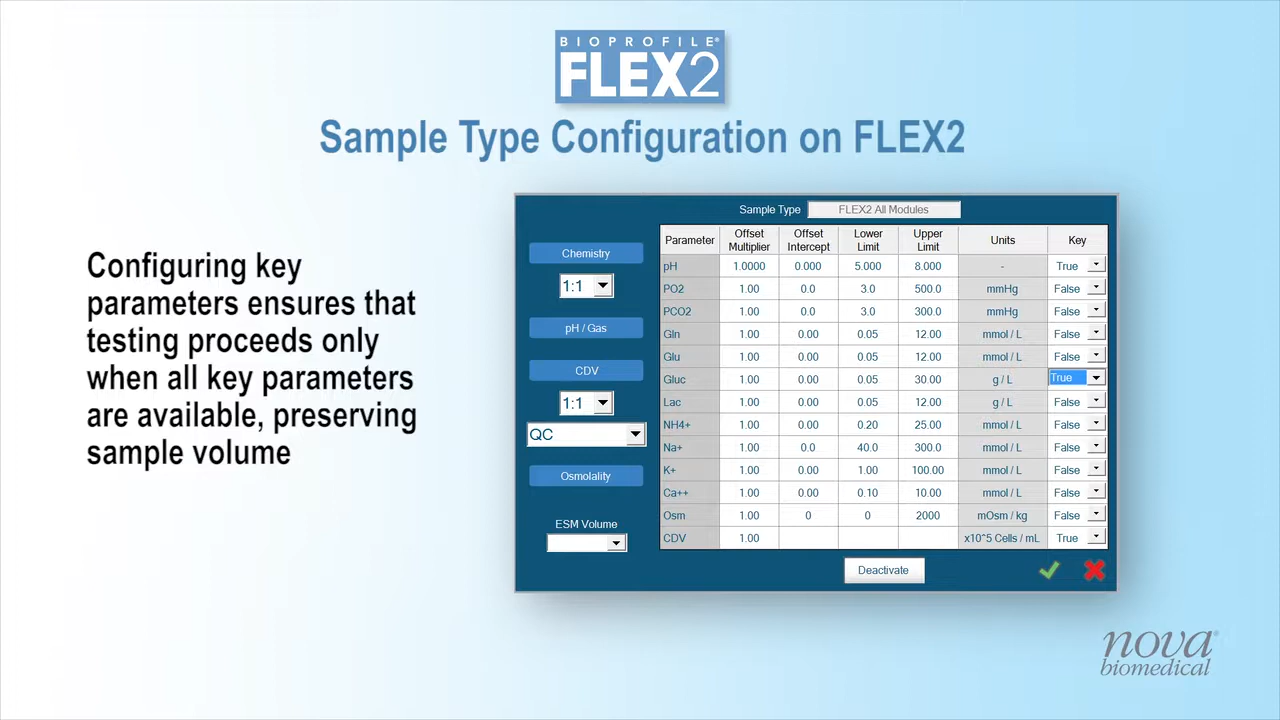 BIOPROFILE®
FLEX2
Sample Type Configuration on FLEX2
Configuring key
parameters ensures that
testing proceeds only
when all key parameters
are available, preserving
sample volume
Sample Type FLEX2 All Modules
Chemistry
1:1
pH / Gas
CDV
1:1
QC
Osmolality
ESM Volume
Parameter Offset Multiplier Offset Intercept Lower Limit Upper Limit Units Key
pH 1.0000 0.000 5.000 8.000 - True
PO2 1.00 0.0 3.0 500.0 mmHg False
PCO2 1.00 0.0 3.0 300.0 mmHg False
Gln 1.00 0.00 0.05 12.00 mmol / L False
Glu 1.00 0.00 0.05 12.00 mmol / L False
Gluc 1.00 0.00 0.05 30.00 g / L True
Lac 1.00 0.00 0.05 12.00 g / L False
NH4+ 1.00 0.00 0.20 25.00 mmol / L False
Na+ 1.00 0.0 40.0 300.0 mmol / L False
K+ 1.00 0.00 1.00 100.00 mmol / L False
Ca++ 1.00 0.00 0.10 10.00 mmol / L False
Osm 1.00 0 0 2000 mOsm / kg False
CDV 1.00 x10^5 Cells / mL True
Deactivate
nova®
biomedical